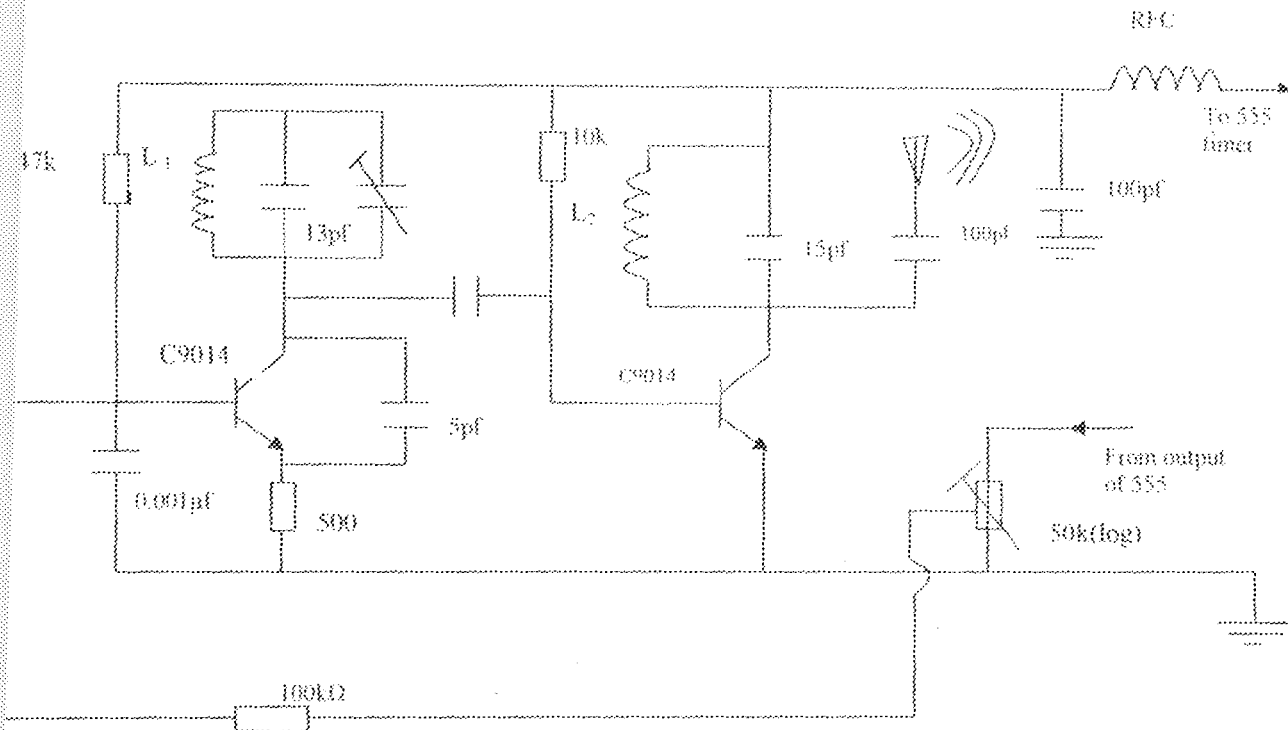 RFC
To 555
timer
47k
L 1
10k
L2
13pf
15pf
100pf
100pf
C9014
C9014
5pf
From output
of 555
0.001µf
500
50k(log)
100kΩ